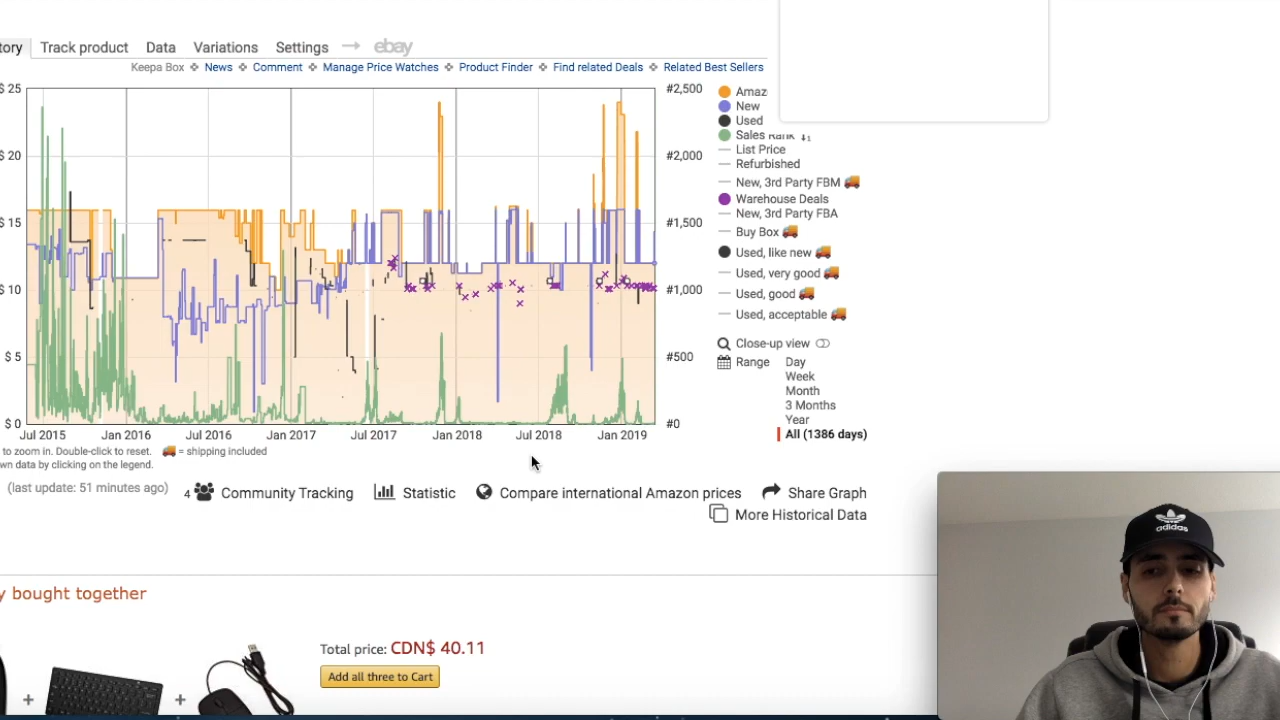 tory Track product Data Variations Settings ebay
Keepa Box News Comment Manage Price Watches Product Finder Find related Deals Related Best Sellers
$ 25
$ 20
$ 15
$ 10
$ 5
$ 0
#2,500
#2,000
#1,500
#1,000
#500
#0
Jul 2015 Jan 2016 Jul 2016 Jan 2017 Jul 2017 Jan 2018 Jul 2018 Jan 2019
Amaz
New
Used
Sales Rank
List Price
Refurbished
New, 3rd Party FBM
Warehouse Deals
New, 3rd Party FBA
Buy Box
Used, like new
Used, very good
Used, good
Used, acceptable
Close-up view
Range Day
Week
Month
3 Months
Year
All (1386 days)
to zoom in. Double-click to reset. = shipping included
wn data by clicking on the legend.
(last update: 51 minutes ago) 4 Community Tracking Statistic Compare international Amazon prices Share Graph
More Historical Data
y bought together
Total price: CDN$ 40.11
Add all three to Cart
+ +
adidas